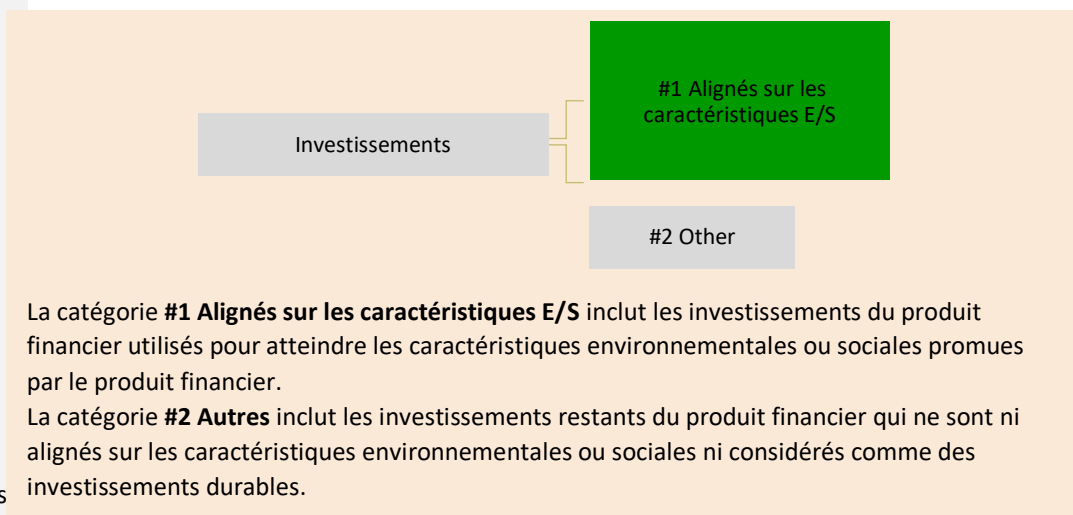 #1 Alignés sur les
caractéristiques E/S
Investissements
#2 Other
La catégorie #1 Alignés sur les caractéristiques E/S inclut les investissements du produit
financier utilisés pour atteindre les caractéristiques environnementales ou sociales promues
par le produit financier.
La catégorie #2 Autres inclut les investissements restants du produit financier qui ne sont ni
alignés sur les caractéristiques environnementales ou sociales ni considérés comme des
s investissements durables.